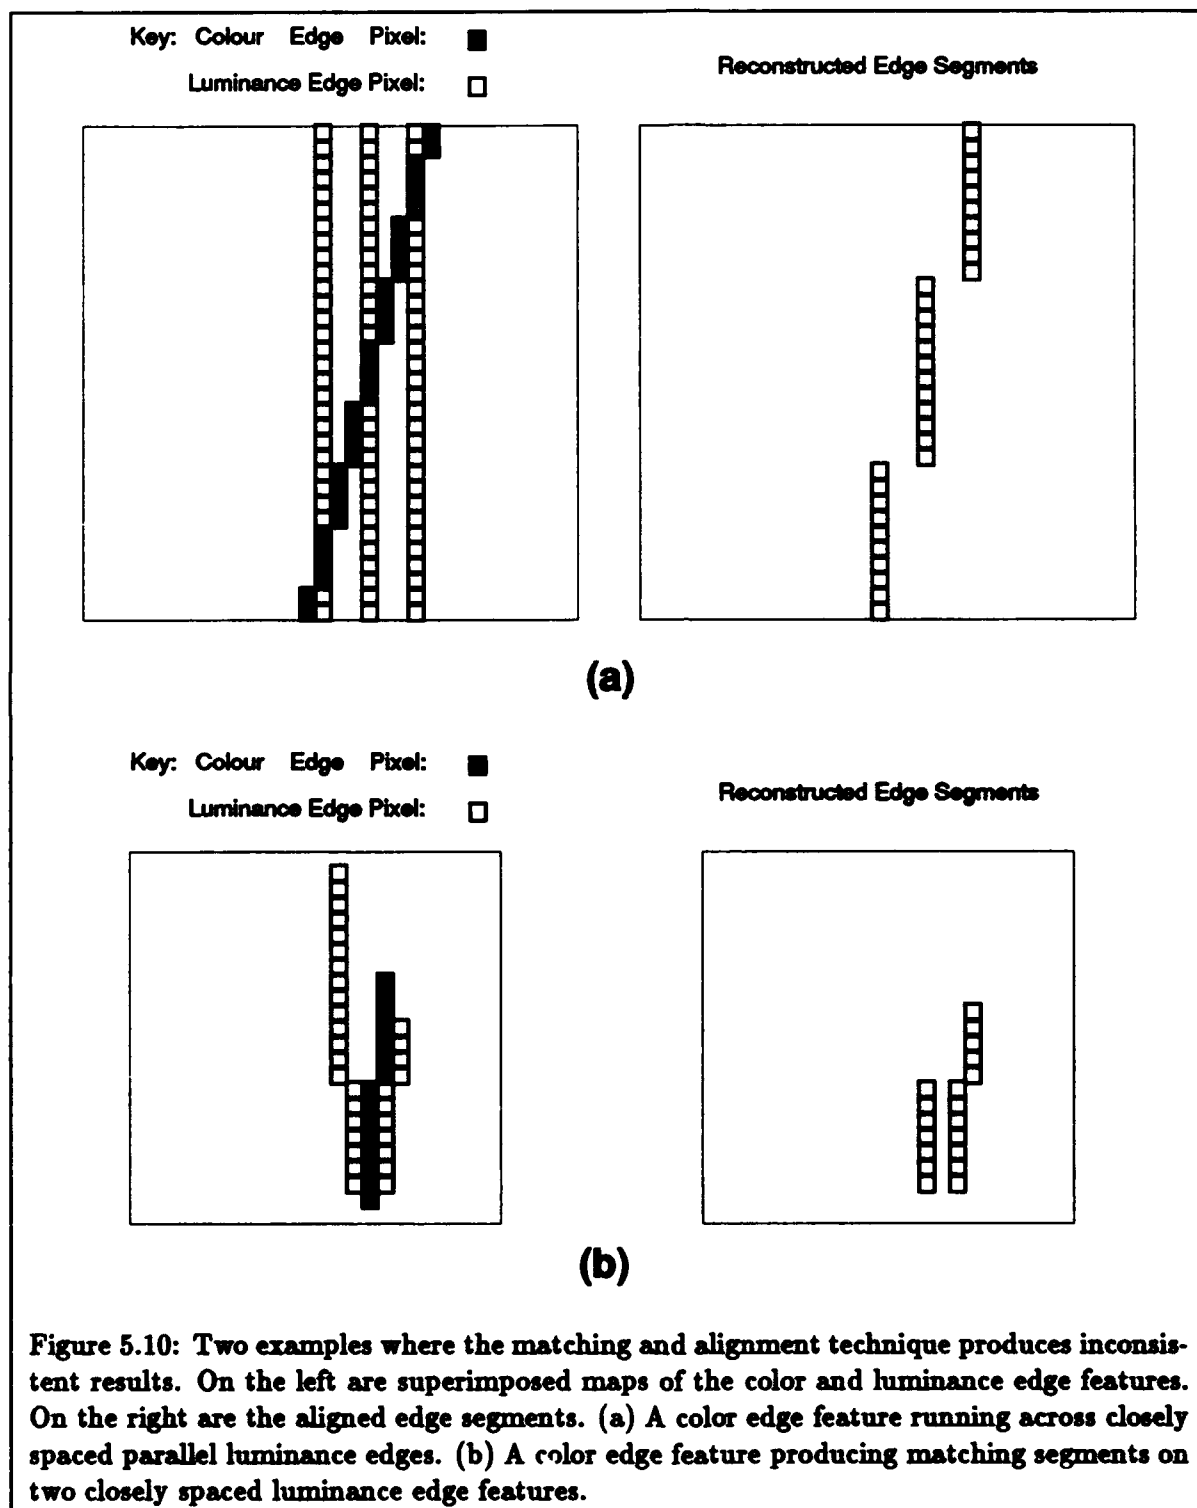 Key: Colour Edge Pixel:
Luminance Edge Pixel:
Reconstructed Edge Segments
(a)
Key: Colour Edge Pixel:
Luminance Edge Pixel:
Reconstructed Edge Segments
(b)
Figure 5.10: Two examples where the matching and alignment technique produces inconsis-
tent results. On the left are superimposed maps of the color and luminance edge features.
On the right are the aligned edge segments. (a) A color edge feature running across closely
spaced parallel luminance edges. (b) A color edge feature producing matching segments on
two closely spaced luminance edge features.